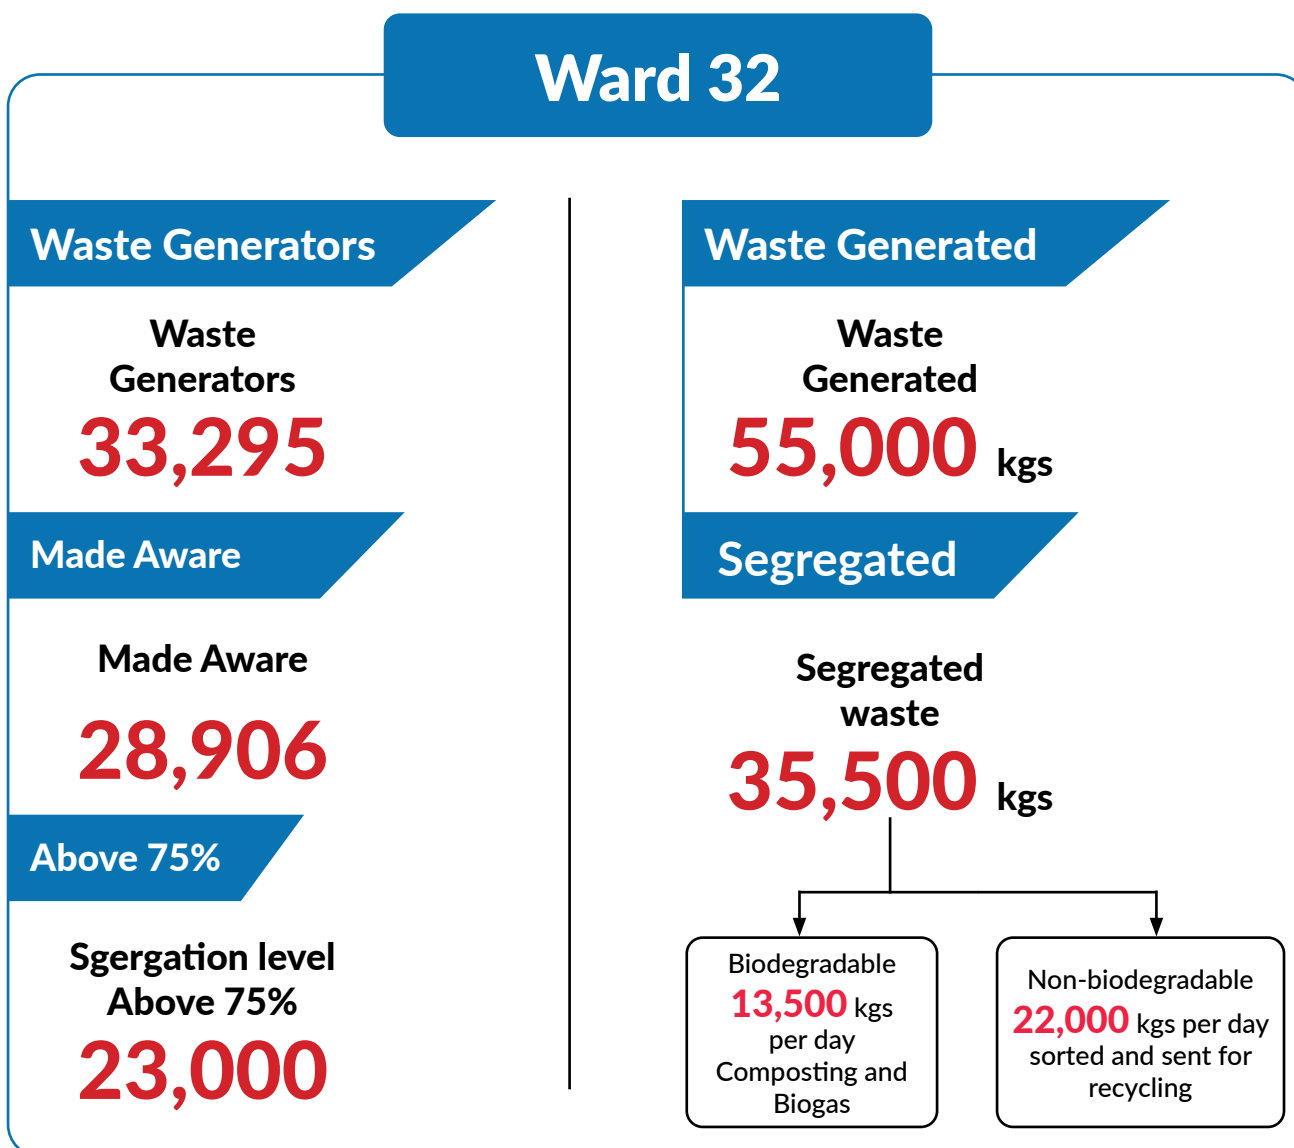 Ward 32
Waste Generators
Waste
Generators
33,295
Made Aware
Made Aware
28,906
Above 75%
Sgergation level
Above 75%
23,000
Waste Generated
Waste
Generated
55,000 kgs
Segregated
Segregated
waste
35,500 kgs
Biodegradable
13,500 kgs
per day
Composting and
Biogas
Non-biodegradable
22,000 kgs per day
sorted and sent for
recycling